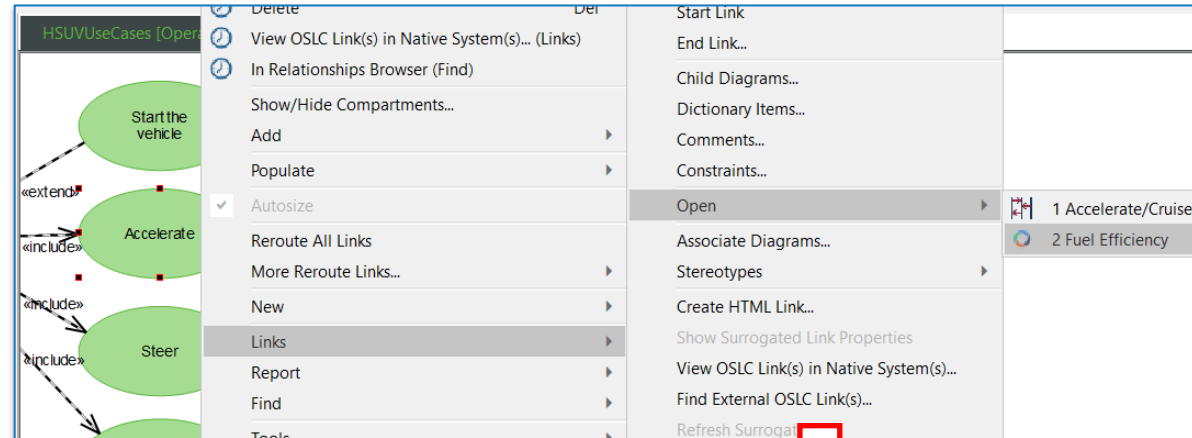 HSUVUseCases [Oper
Start the
vehicle
«extend»
Accelerate
«include»
«include»
Steer
«include»
Delete Del
View OSLC Link(s) in Native System(s)... (Links)
In Relationships Browser (Find)
Show/Hide Compartments...
Add
Populate
Autosize
Reroute All Links
More Reroute Links...
New
Links
Report
Find
Tools
Start Link
End Link...
Child Diagrams...
Dictionary Items...
Comments...
Constraints...
Open
Associate Diagrams...
Stereotypes
Create HTML Link...
Show Surrogated Link Properties
View OSLC Link(s) in Native System(s)...
Find External OSLC Link(s)...
Refresh Surrogat
1 Accelerate/Cruise
2 Fuel Efficiency